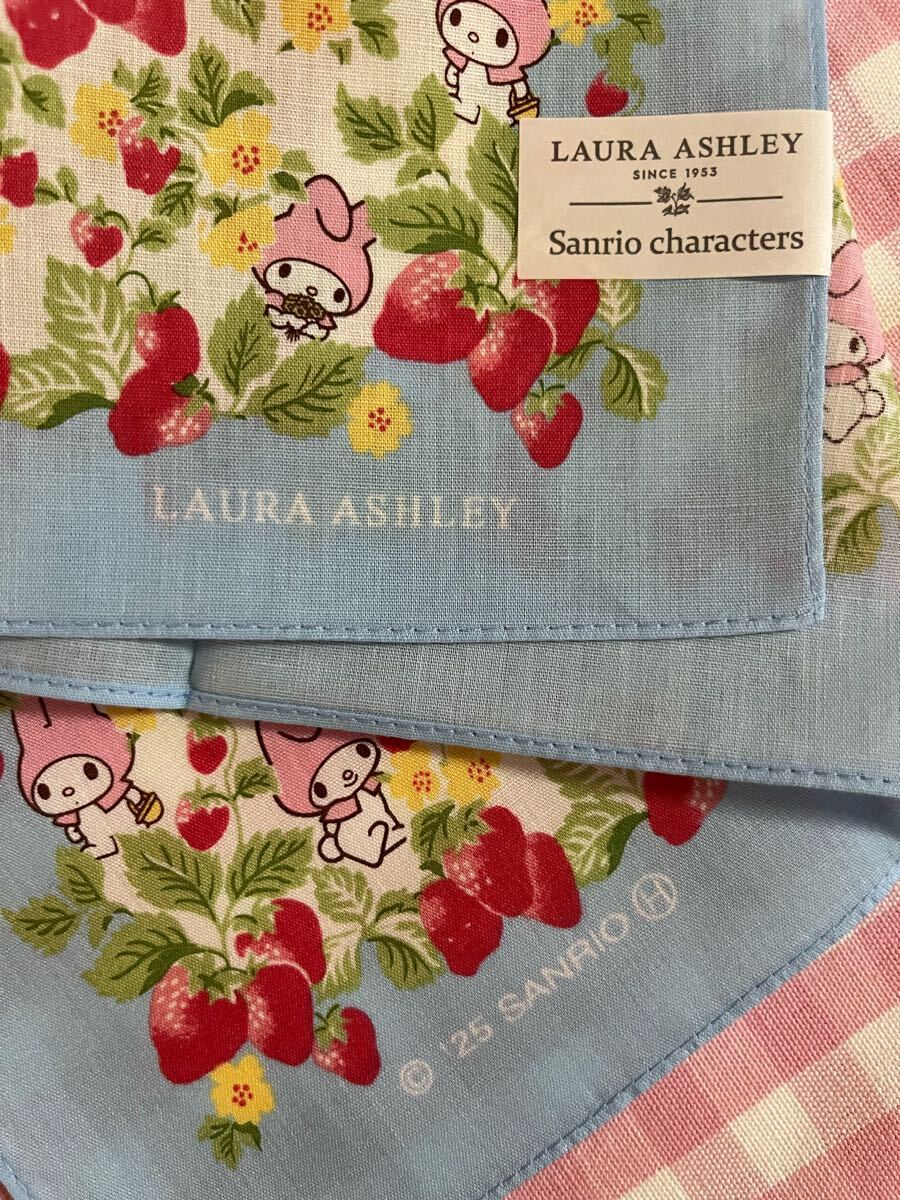 LAURA ASHLEY
SINCE 1953
Sanrio characters
LAURA ASHLEY
© '25 SANRIO Ⓗ